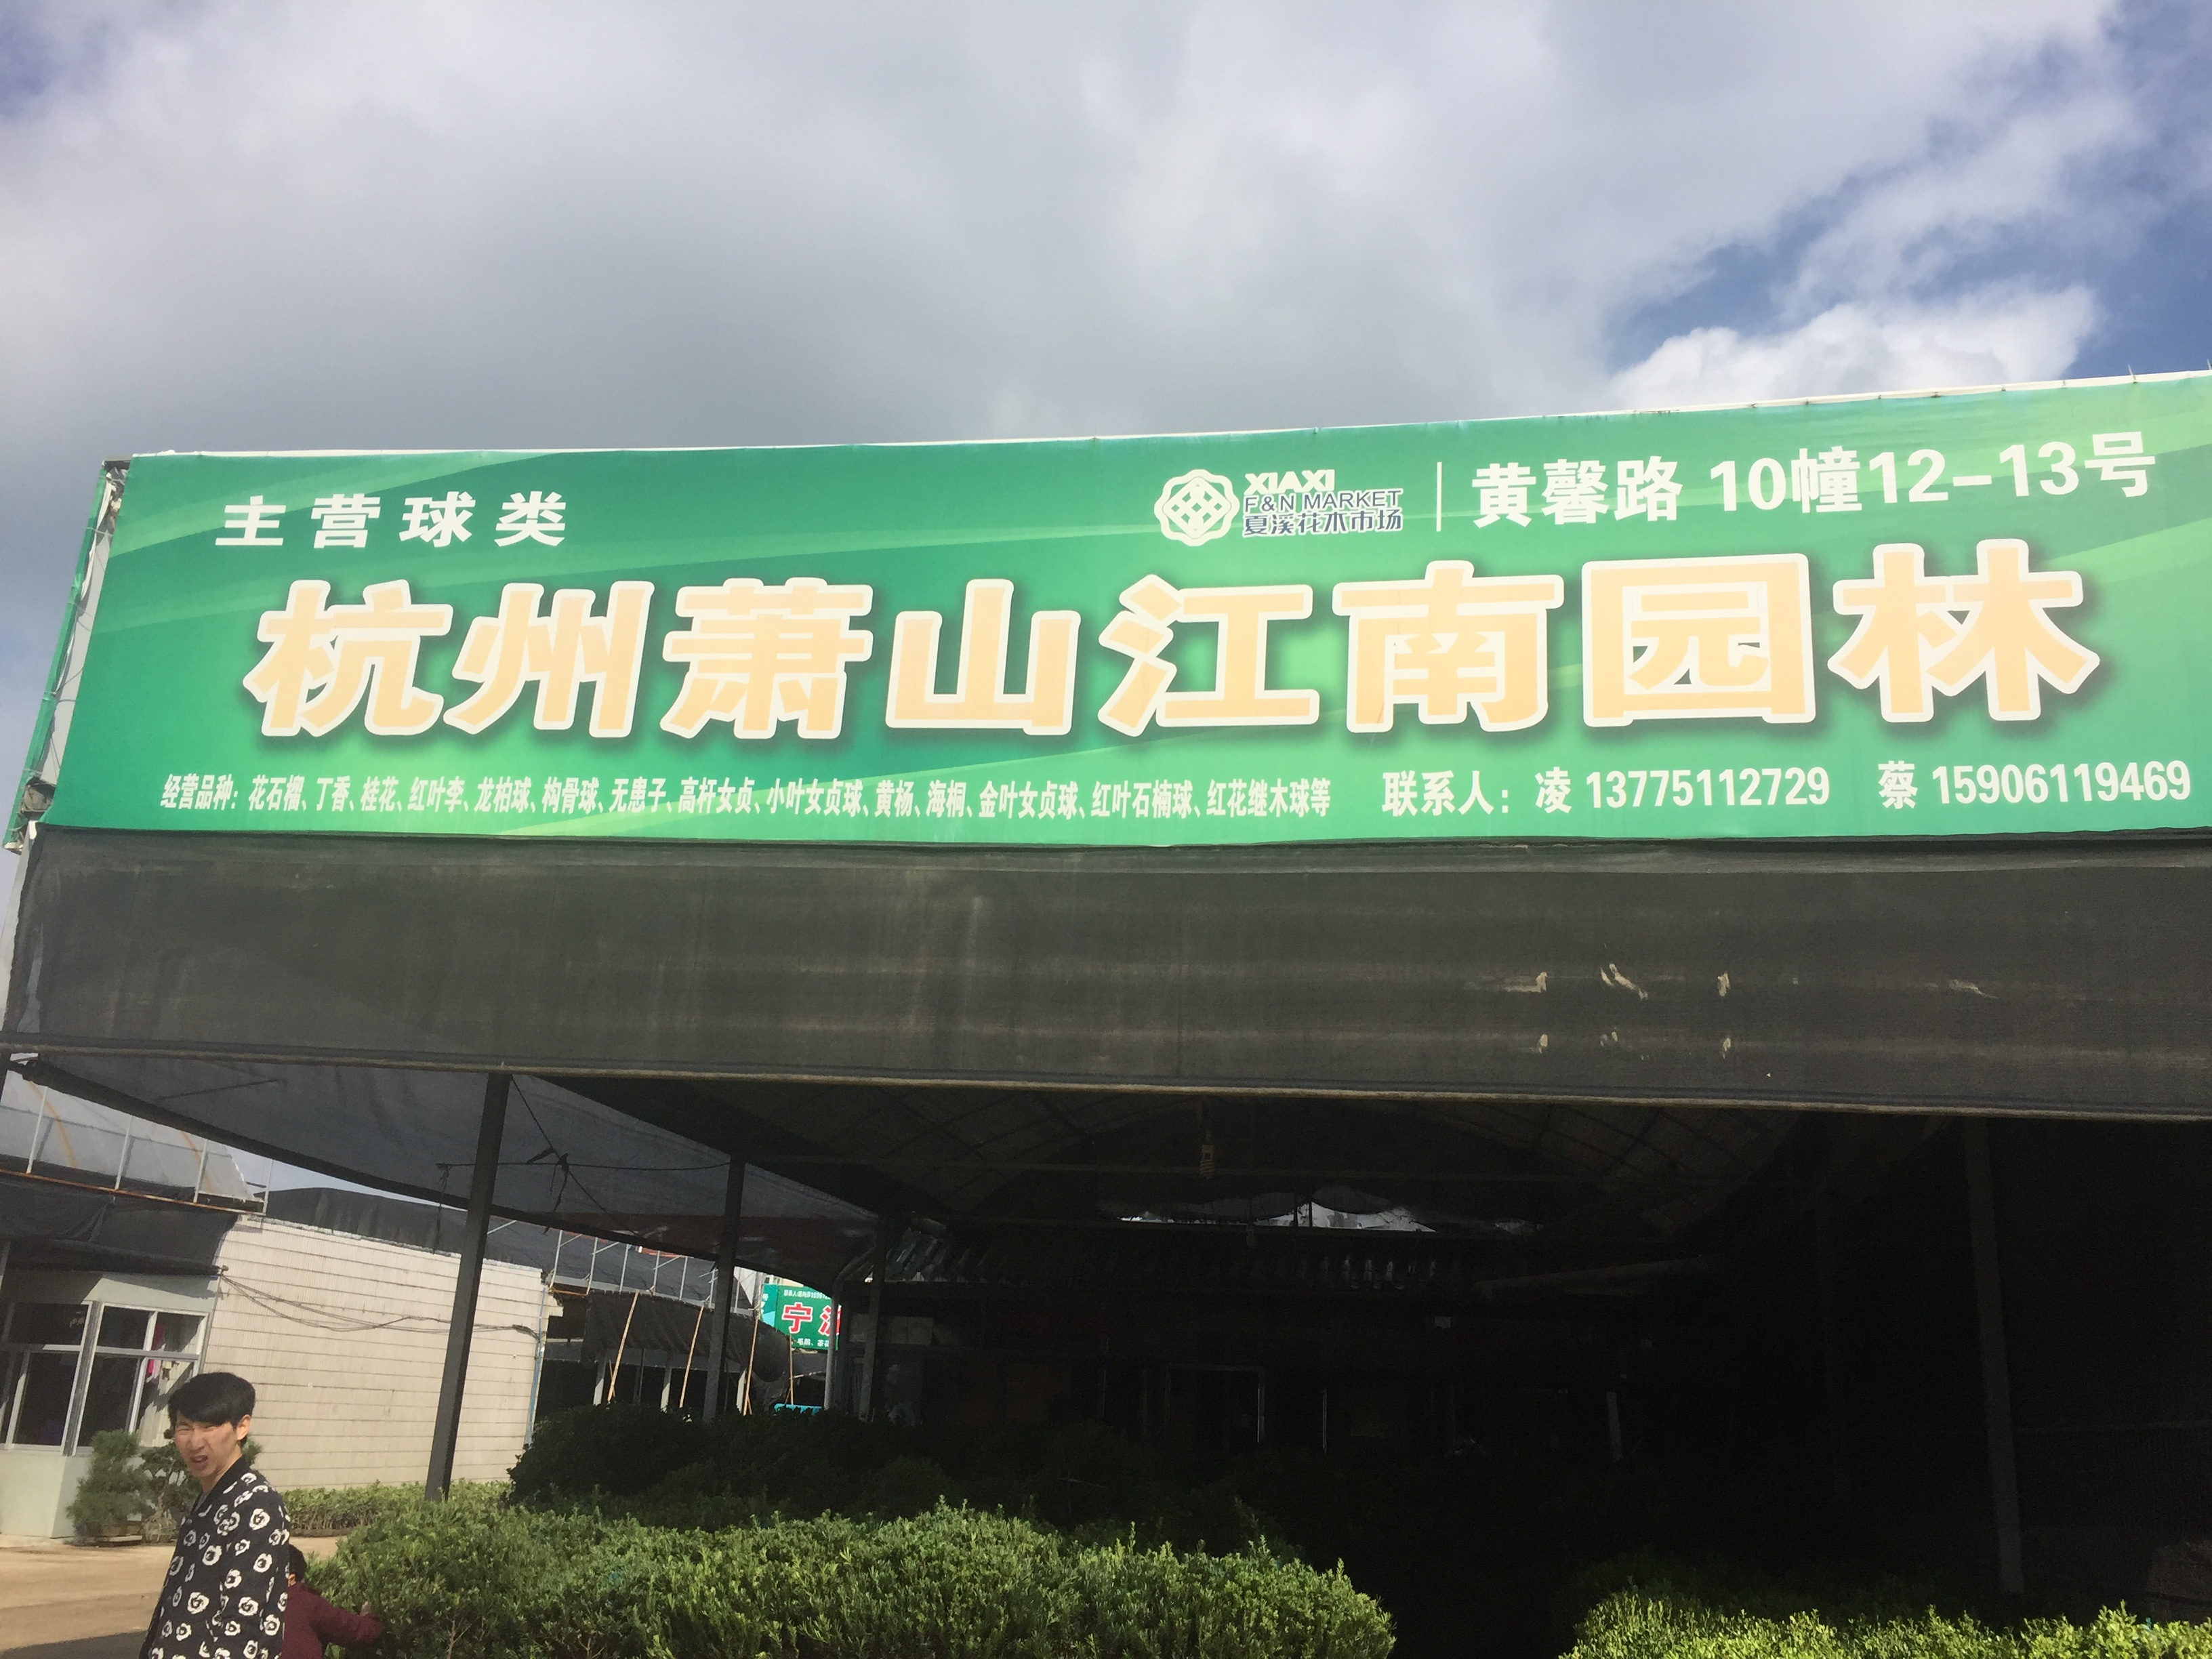 主营球类
XIAXI
F&N MARKET
夏溪花木市场
黄馨路 10幢12-13号
杭州萧山江南园林
经营品种：花石榴、丁香、桂花、红叶李、龙柏球、构骨球、无患子、高杆女贞、小叶女贞球、黄杨、海桐、金叶女贞球、红叶石楠球、红花继木球等
联系人：凌 13775112729 蔡 15906119469
宁